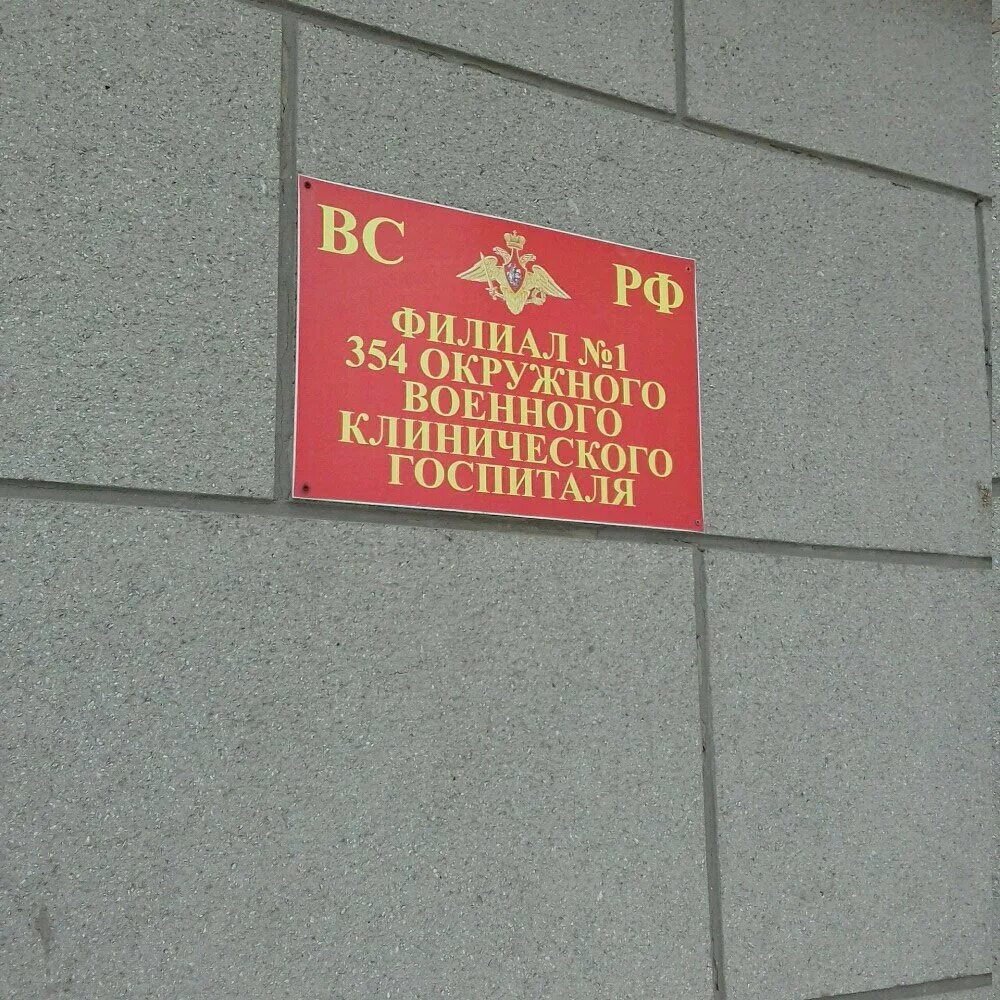 ВС РФ
ФИЛИАЛ №1
354 ОКРУЖНОГО
ВОЕННОГО
КЛИНИЧЕСКОГО
ГОСПИТАЛЯ